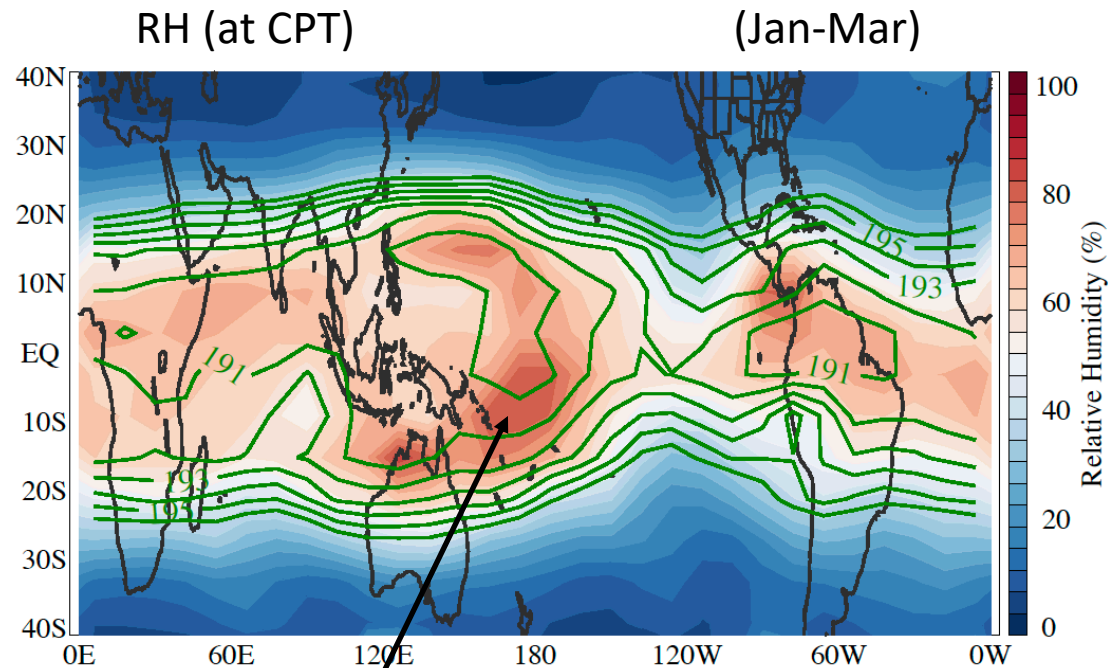 RH (at CPT) (Jan-Mar)
40N
30N
20N
10N
EQ
10S
20S
30S
40S
0E 60E 120E 180 120W 60W 0W
195
193
191
191
193
195
100
80
60
40
20
0
Relative Humidity (%)